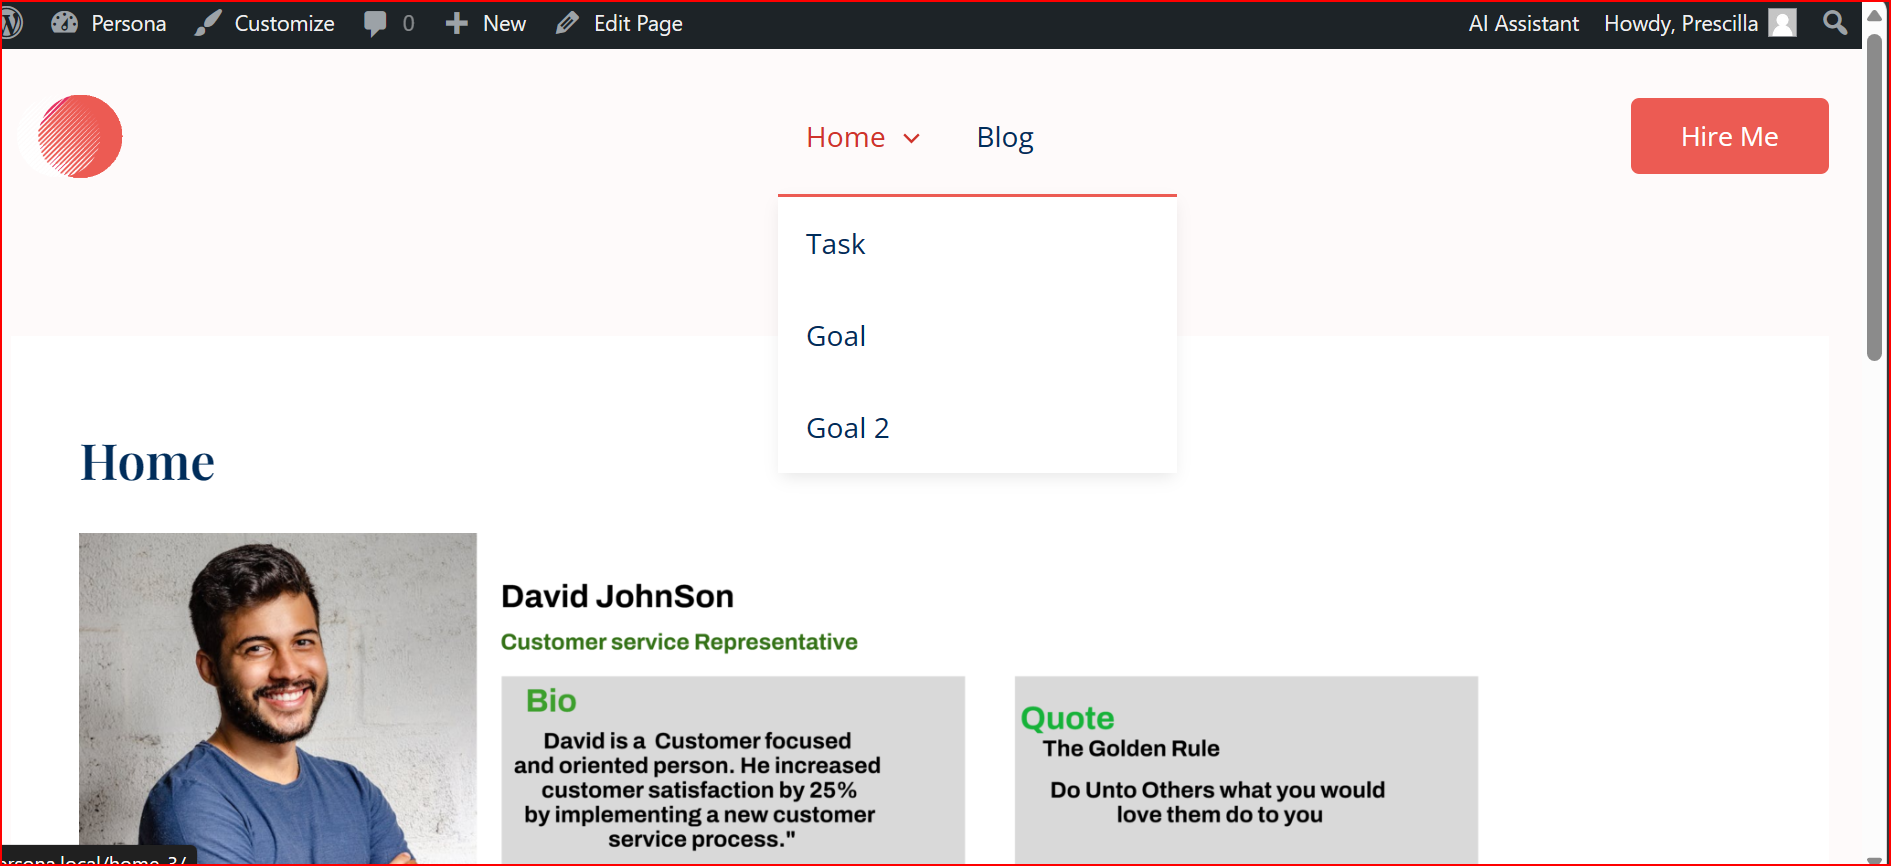 Persona Customize 0 New Edit Page AI Assistant Howdy, Prescilla
Home Blog Hire Me
Task
Goal
Goal 2
Home
David JohnSon
Customer service Representative
Bio
David is a Customer focused
and oriented person. He increased
customer satisfaction by 25%
by implementing a new customer
service process."
Quote
The Golden Rule
Do Unto Others what you would
love them do to you
persona.local/home-3/